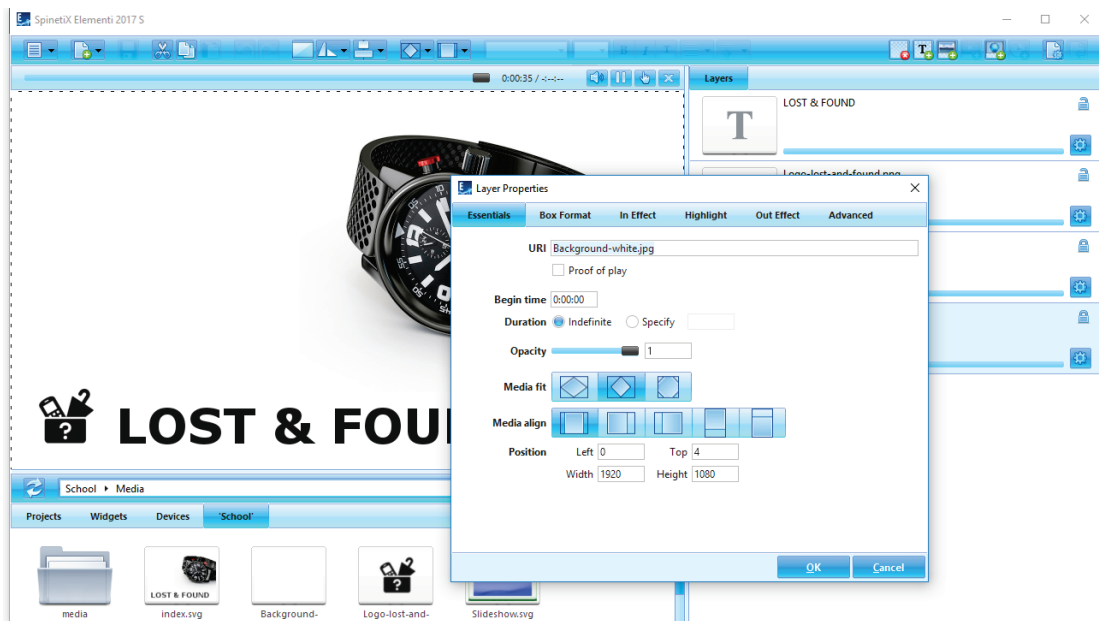 SpinetiX Elementi 2017 S
B I T
T
0:00:35 / -:--:--
Layers
T
LOST & FOUND
Logo-lost-and-found.png
Layer Properties
Essentials Box Format In Effect Highlight Out Effect Advanced
URI Background-white.jpg
Proof of play
Begin time 0:00:00
Duration Indefinite Specify
Opacity 1
Media fit
Media align
Position Left 0 Top 4
Width 1920 Height 1080
OK Cancel
? LOST & FOU
School Media
Projects Widgets Devices 'School'
LOST & FOUND
?
media index.svg Background- Logo-lost-and- Slideshow.svg